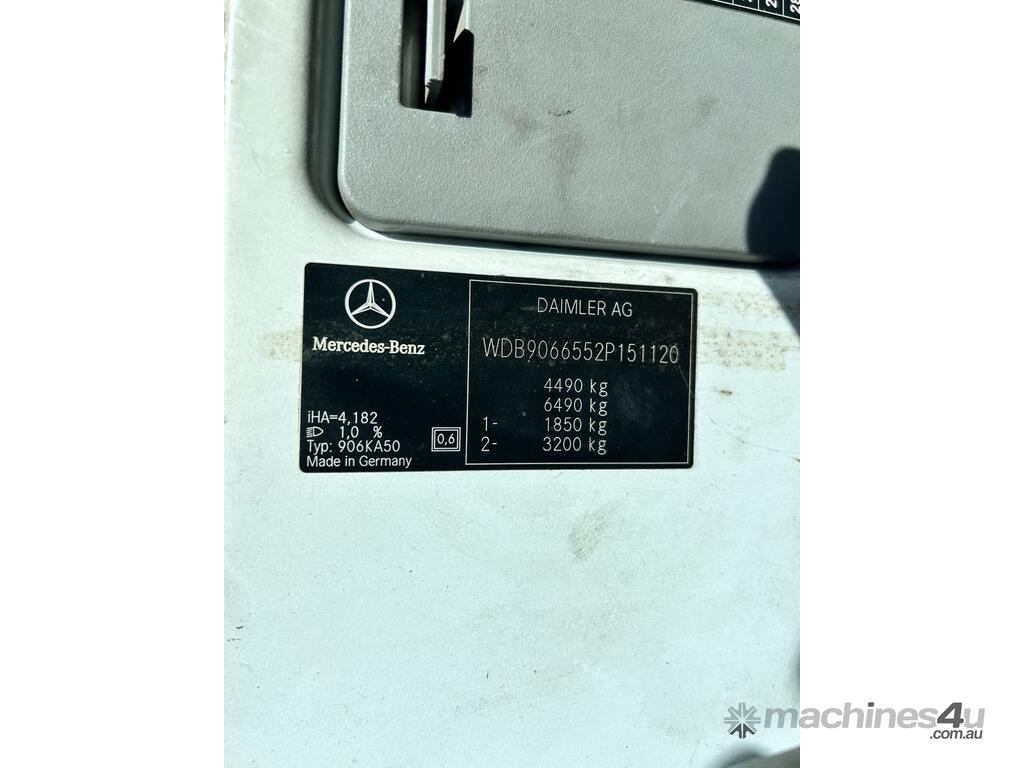 DAIMLER AG
Mercedes-Benz
WDB9066552P151120
4490 kg
6490 kg
1- 1850 kg
2- 3200 kg
iHA=4,182
1,0 %
Typ: 906KA50
0,6
Made in Germany
machines4u
.com.au